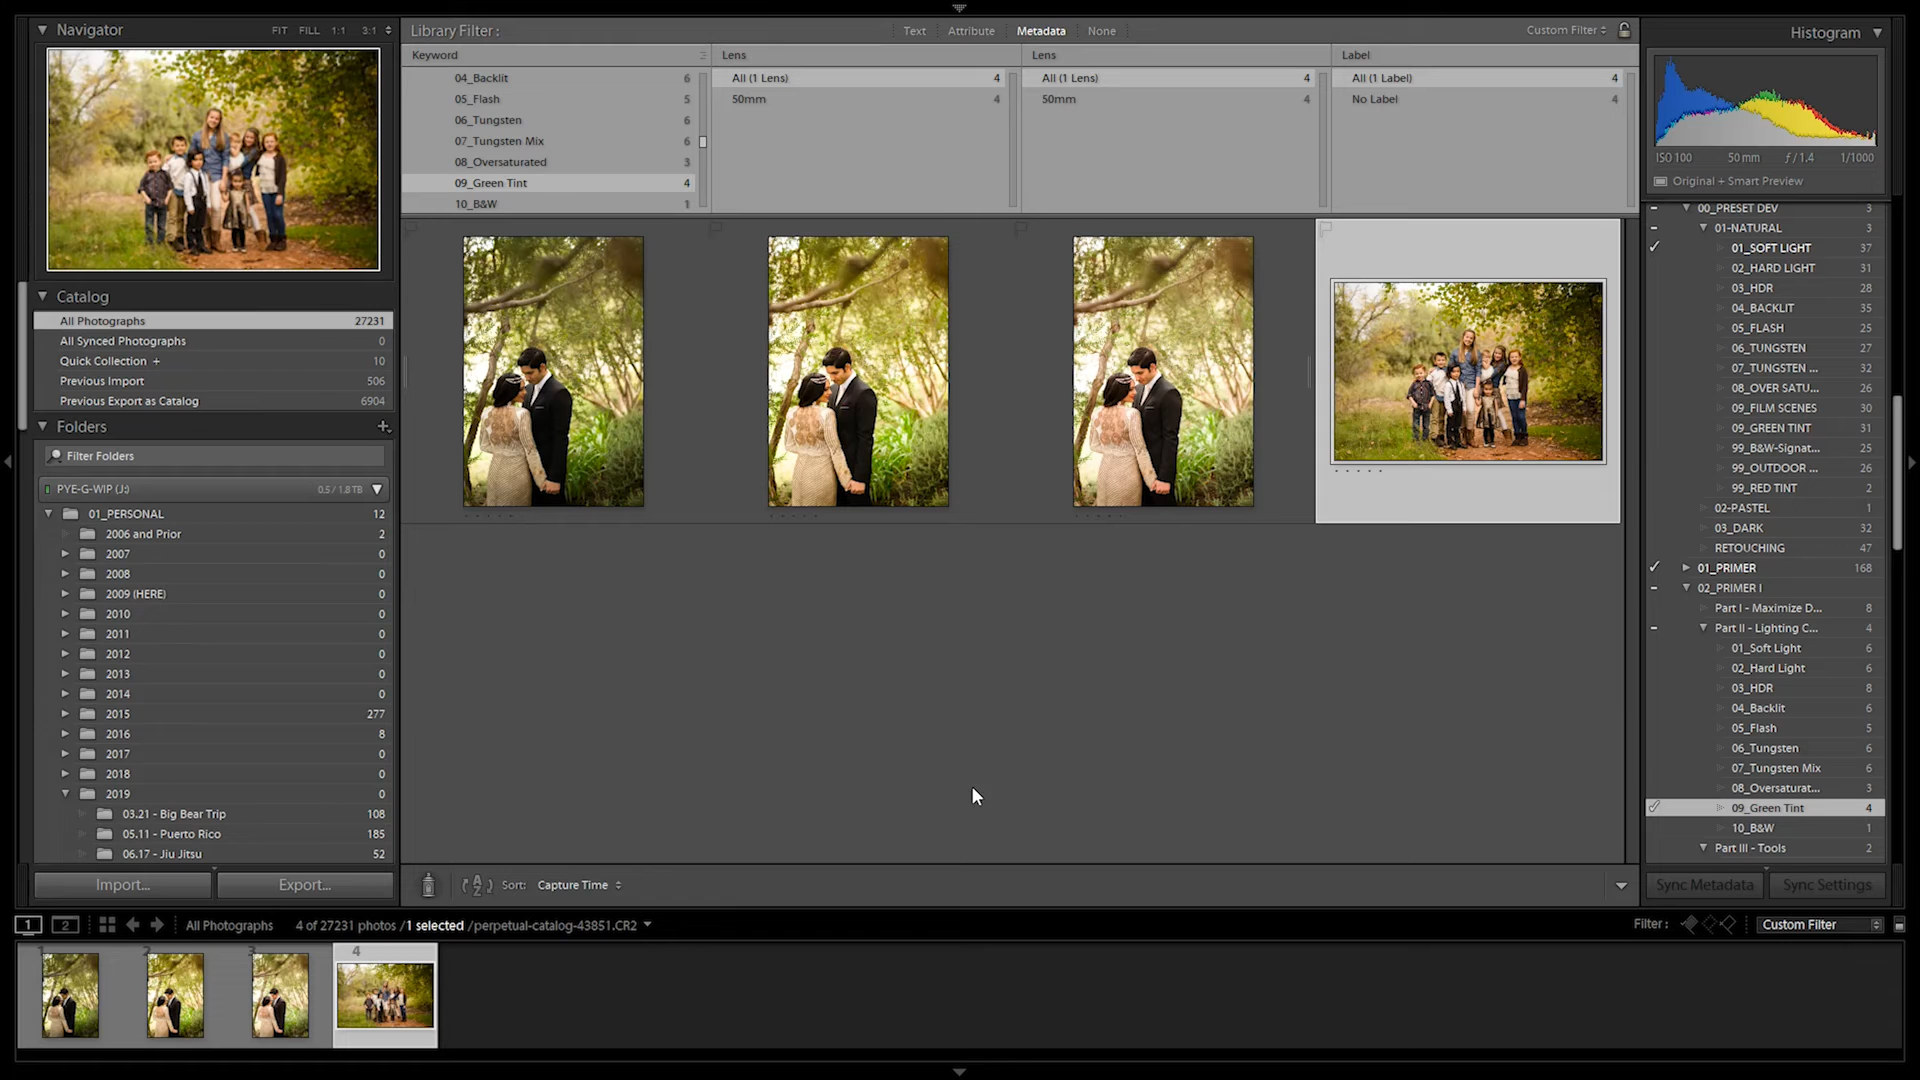 Navigator FIT FILL 1:1 3:1
Catalog
All Photographs 27231
All Synced Photographs 0
Quick Collection + 10
Previous Import 506
Previous Export as Catalog 6904
Folders +
Filter Folders
PYE-G-WIP (J:) 0.5 / 1.8 TB
01_PERSONAL 12
2006 and Prior 2
2007 0
2008 0
2009 (HERE) 0
2010 0
2011 0
2012 0
2013 0
2014 0
2015 277
2016 8
2017 0
2018 0
2019 0
03.21 - Big Bear Trip 108
05.11 - Puerto Rico 185
06.17 - Jiu Jitsu 52
Import... Export...
Library Filter : Text Attribute Metadata None Custom Filter
Keyword Lens Lens Label
04_Backlit 6
05_Flash 5
06_Tungsten 6
07_Tungsten Mix 6
08_Oversaturated 3
09_Green Tint 4
10_B&W 1
All (1 Lens) 4
50mm 4
All (1 Lens) 4
50mm 4
All (1 Label) 4
No Label 4
Sort: Capture Time
Histogram
ISO 100 50 mm ƒ / 1.4 1/1000
Original + Smart Preview
00_PRESET DEV 3
01-NATURAL 3
01_SOFT LIGHT 37
02_HARD LIGHT 31
03_HDR 28
04_BACKLIT 35
05_FLASH 25
06_TUNGSTEN 27
07_TUNGSTEN ... 32
08_OVER SATU... 26
09_FILM SCENES 30
09_GREEN TINT 31
99_B&W-Signat... 25
99_OUTDOOR ... 26
99_RED TINT 2
02-PASTEL 1
03_DARK 32
RETOUCHING 47
01_PRIMER 168
02_PRIMER I
Part I - Maximize D... 8
Part II - Lighting C... 4
01_Soft Light 6
02_Hard Light 6
03_HDR 8
04_Backlit 6
05_Flash 5
06_Tungsten 6
07_Tungsten Mix 6
08_Oversaturat... 3
09_Green Tint 4
10_B&W 1
Part III - Tools 2
Sync Metadata Sync Settings
1 2 All Photographs 4 of 27231 photos / 1 selected / perpetual-catalog-43851.CR2 Filter : Custom Filter
1 2 3 4